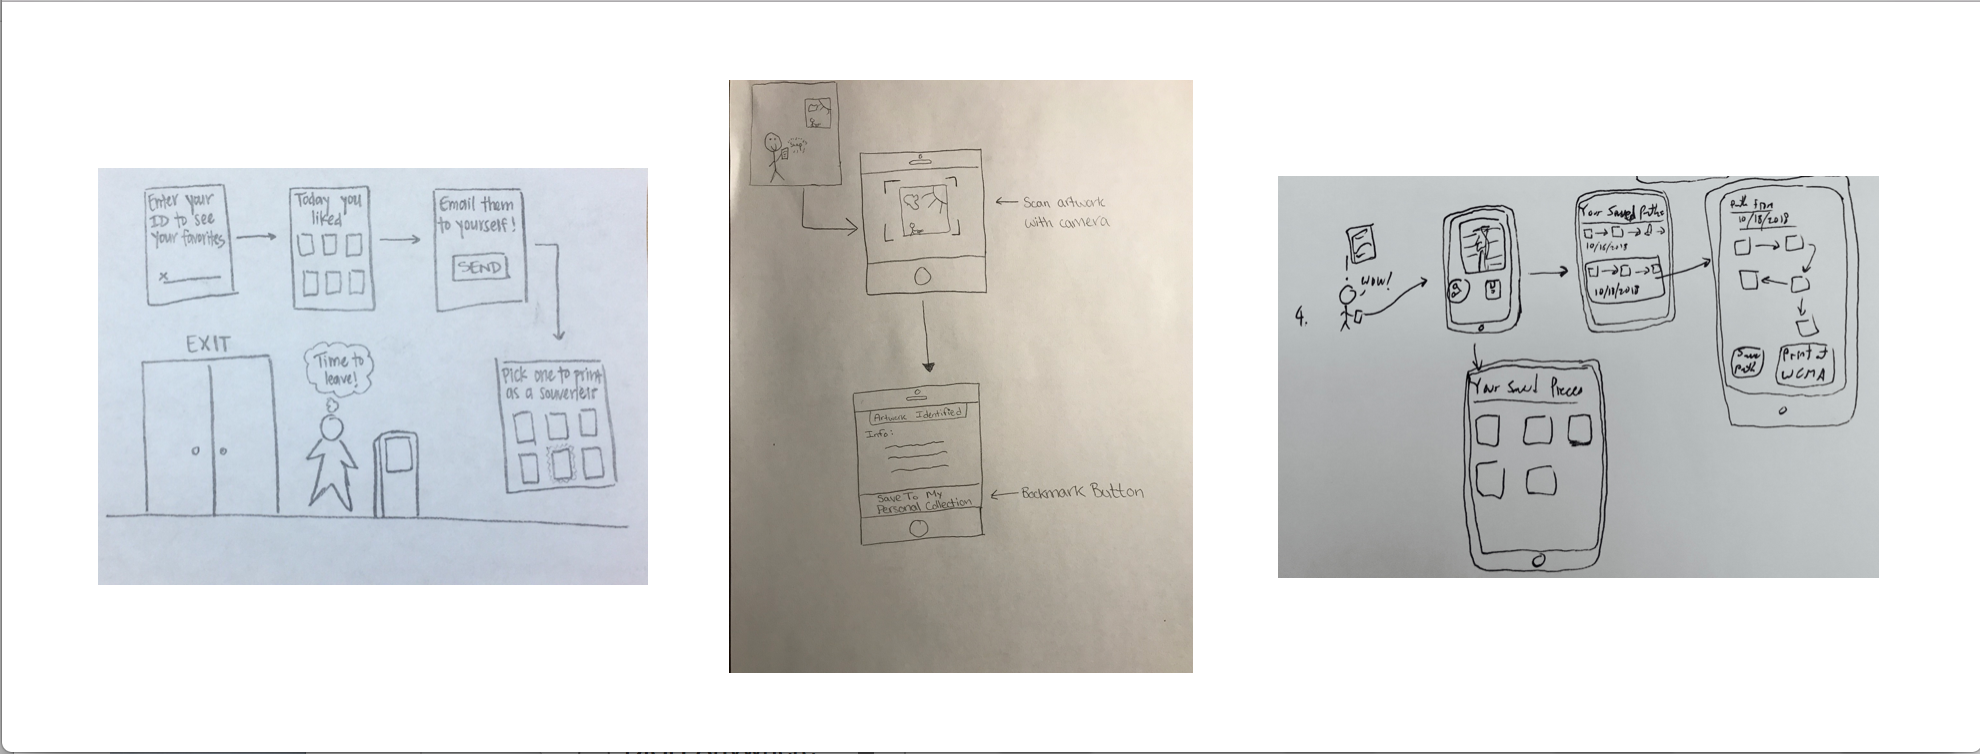 Enter your
ID to see
your favorites
x
Today you
liked
Email them
to yourself!
SEND
EXIT
Time to
leave!
Pick one to print
as a souvenier
Snap!
Scan artwork
with camera
Artwork Identified
Info:
Save To My
Personal Collection
Bookmark Button
4.
WOW!
Your Saved Paths
10/16/2018
10/18/2018
Path From
10/18/2018
Save
Path
Print at
WCMA
Your Saved Pieces